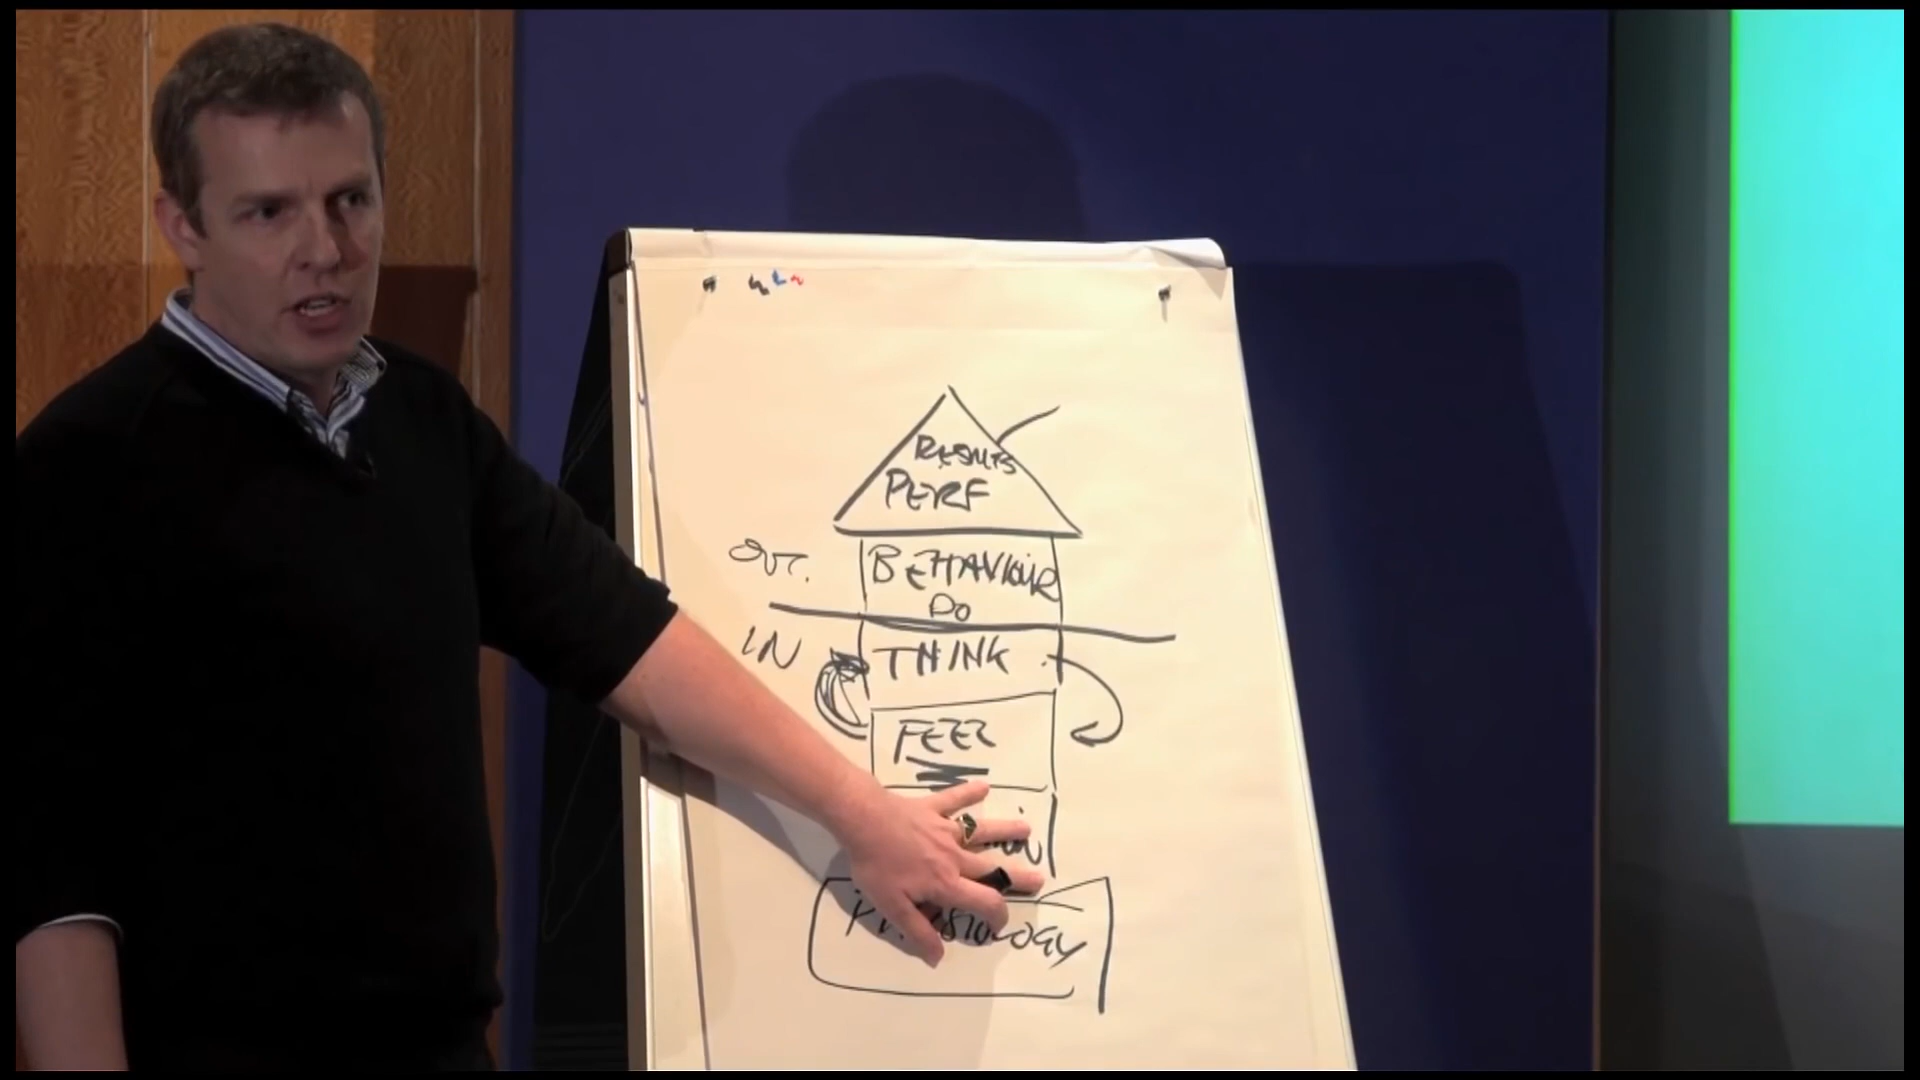 RESULTS
PERF
OUT.
BEHAVIOUR
DO
IN
THINK
FEEL